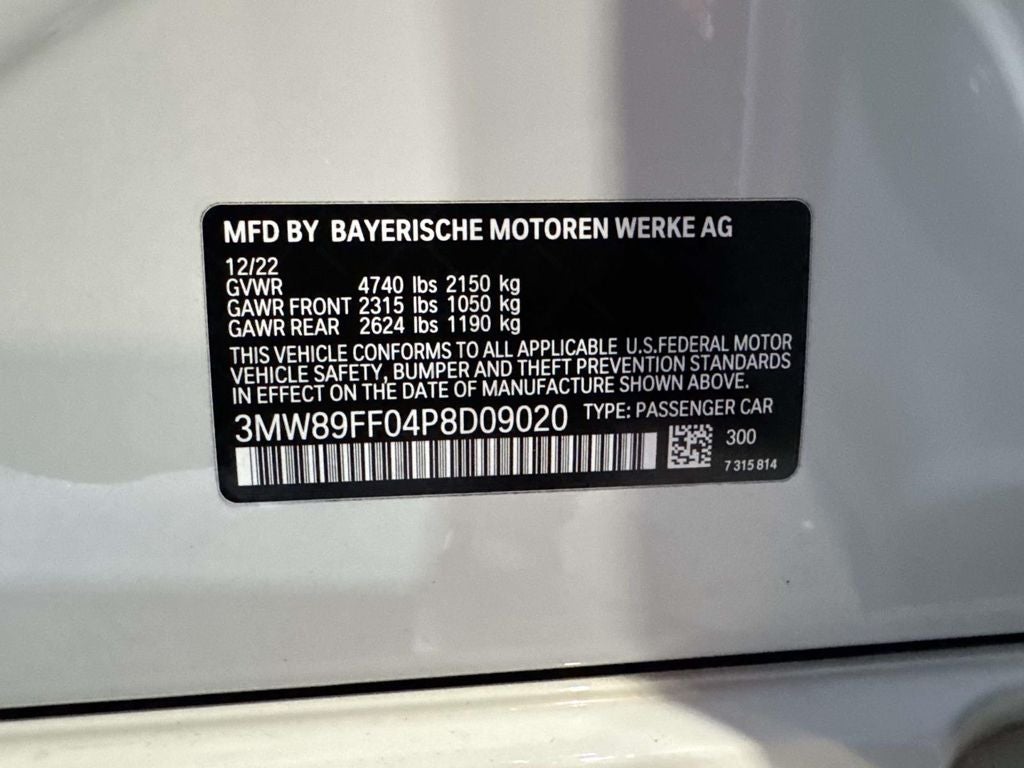 MFD BY BAYERISCHE MOTOREN WERKE AG
12/22
GVWR 4740 lbs 2150 kg
GAWR FRONT 2315 lbs 1050 kg
GAWR REAR 2624 lbs 1190 kg
THIS VEHICLE CONFORMS TO ALL APPLICABLE U.S.FEDERAL MOTOR
VEHICLE SAFETY, BUMPER AND THEFT PREVENTION STANDARDS
IN EFFECT ON THE DATE OF MANUFACTURE SHOWN ABOVE.
3MW89FF04P8D09020 TYPE: PASSENGER CAR
300
7 315 814